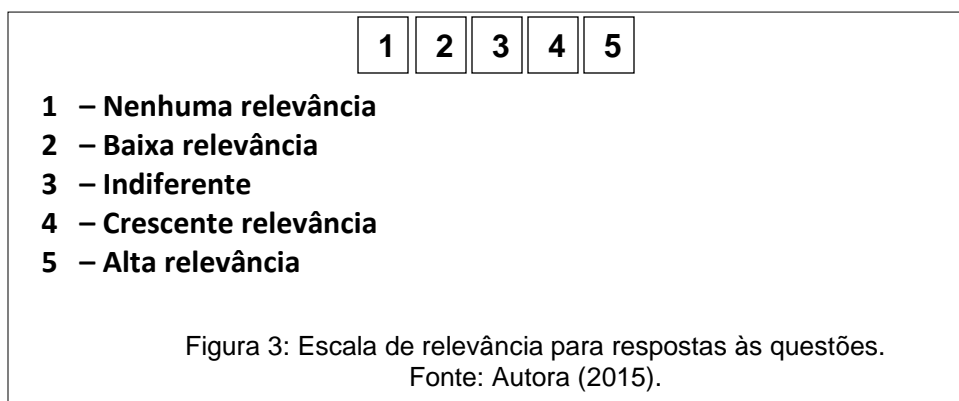 1 2 3 4 5
1 – Nenhuma relevância
2 – Baixa relevância
3 – Indiferente
4 – Crescente relevância
5 – Alta relevância
Figura 3: Escala de relevância para respostas às questões.
Fonte: Autora (2015).